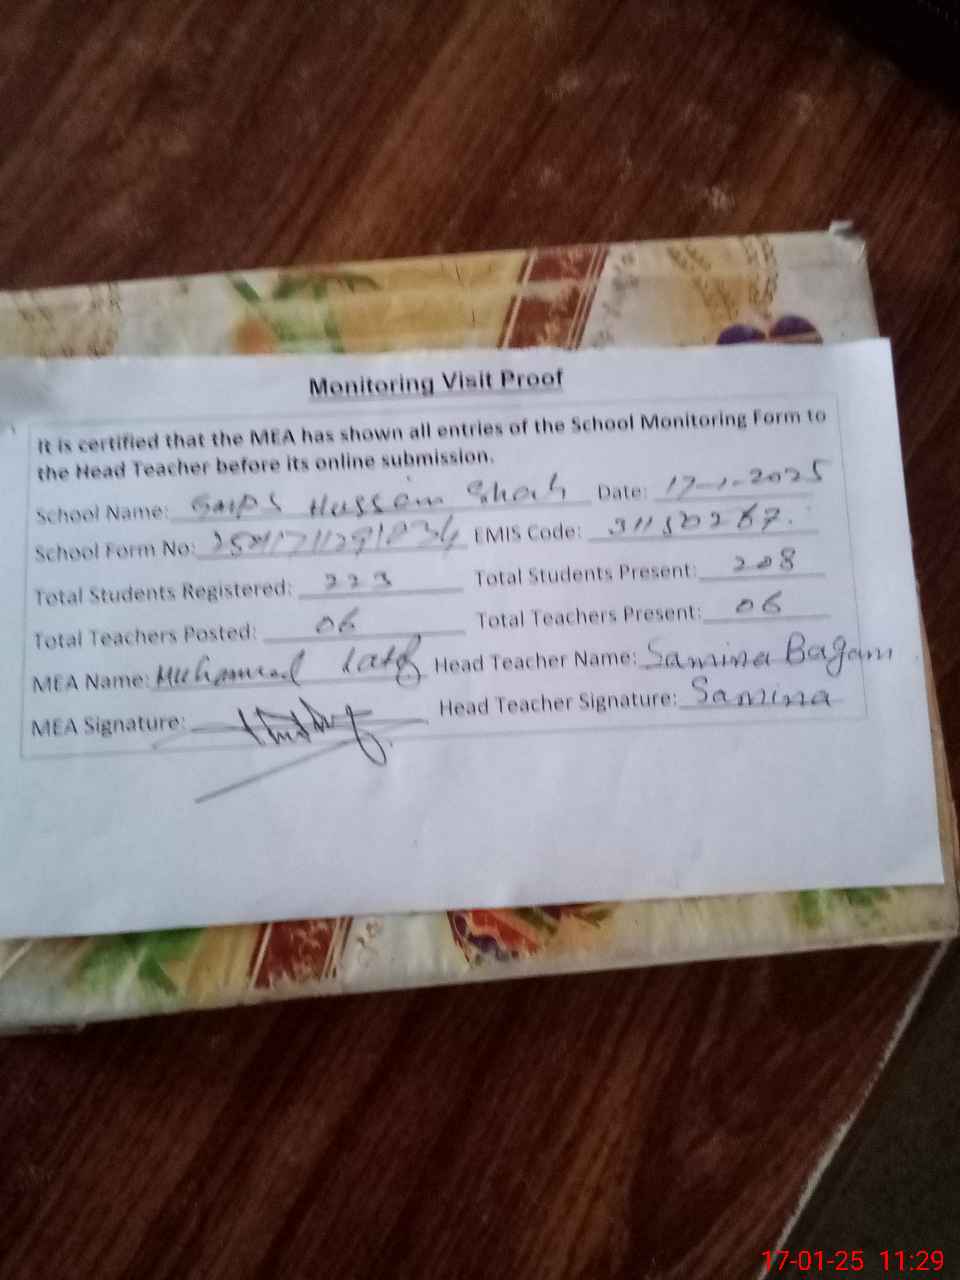 Monitoring Visit Proof
It is certified that the MEA has shown all entries of the School Monitoring Form to
the Head Teacher before its online submission.
School Name: GMPS Hussain Shah Date: 17-1-2025
School Form No: EMIS Code:
Total Students Registered: 223 Total Students Present: 208
Total Teachers Posted: 06 Total Teachers Present: 06
MEA Name: Head Teacher Name: Samina Bagam
MEA Signature: Head Teacher Signature: Samina
17-01-25 11:29